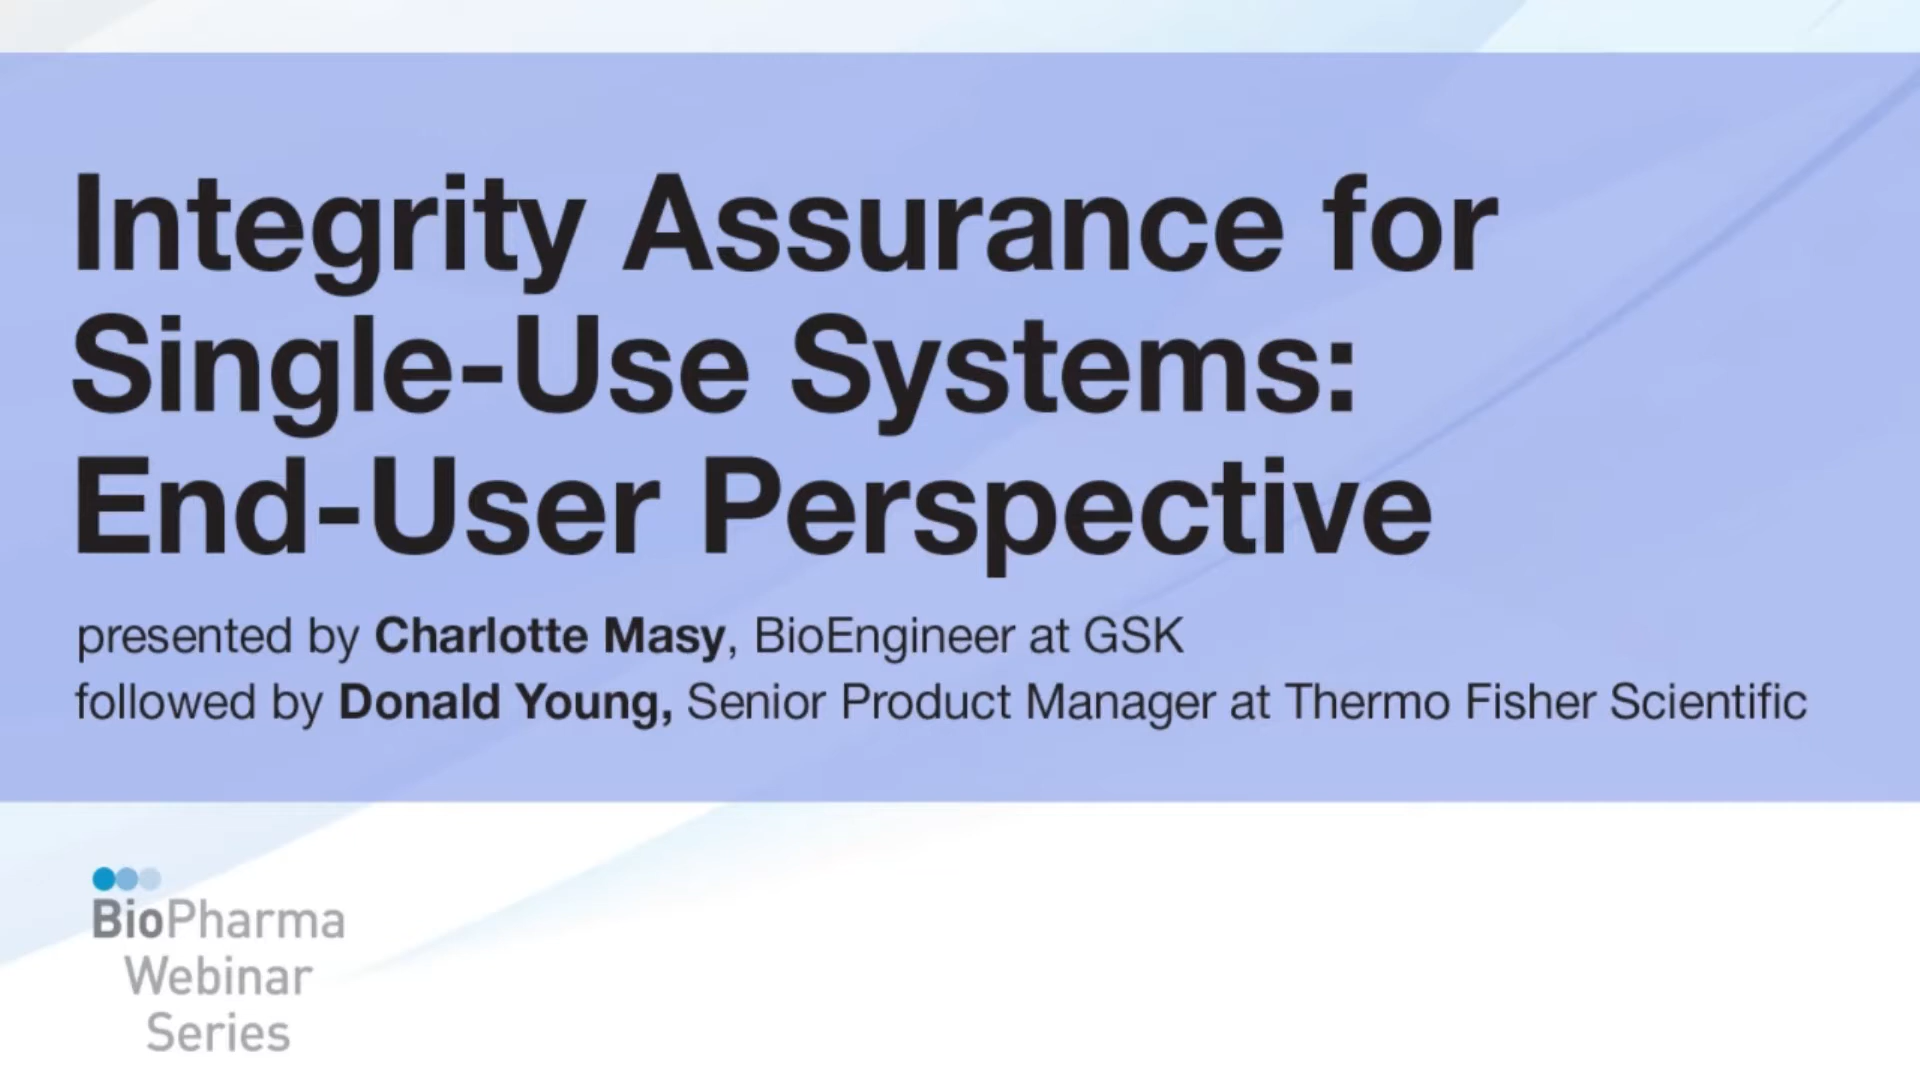 Integrity Assurance for
Single-Use Systems:
End-User Perspective
presented by Charlotte Masy, BioEngineer at GSK
followed by Donald Young, Senior Product Manager at Thermo Fisher Scientific
BioPharma
Webinar
Series